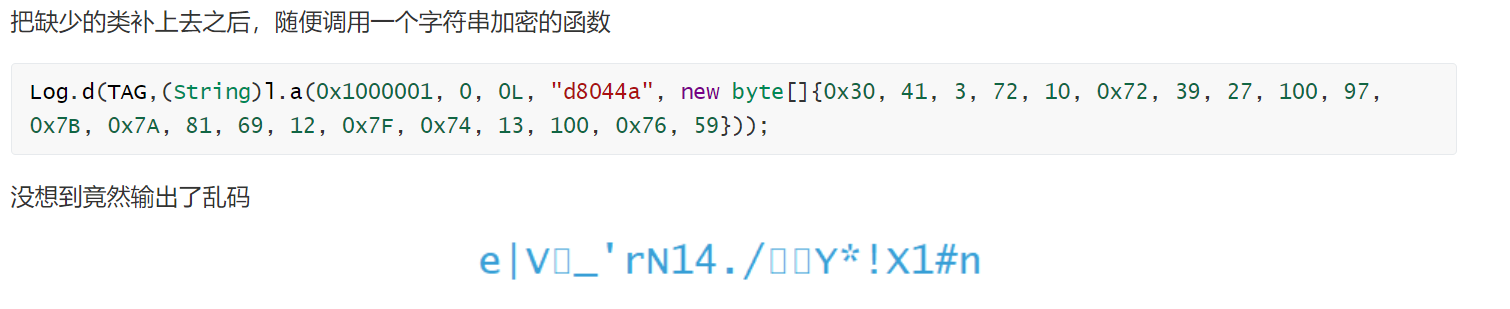 把缺少的类补上去之后，随便调用一个字符串加密的函数
Log.d(TAG,(String)l.a(0x1000001, 0, 0L, "d8044a", new byte[]{0x30, 41, 3, 72, 10, 0x72, 39, 27, 100, 97,
0x7B, 0x7A, 81, 69, 12, 0x7F, 0x74, 13, 100, 0x76, 59}));
没想到竟然输出了乱码
e|V▯_'rN14./▯▯Y*!X1#n